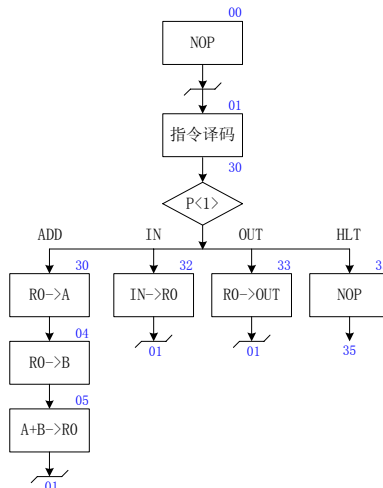 00
NOP
01
指令译码
30
P<1>
ADD IN OUT HLT
30 32 33
R0->A IN->R0 R0->OUT NOP
01 01 35
04
R0->B
05
A+B->R0
01